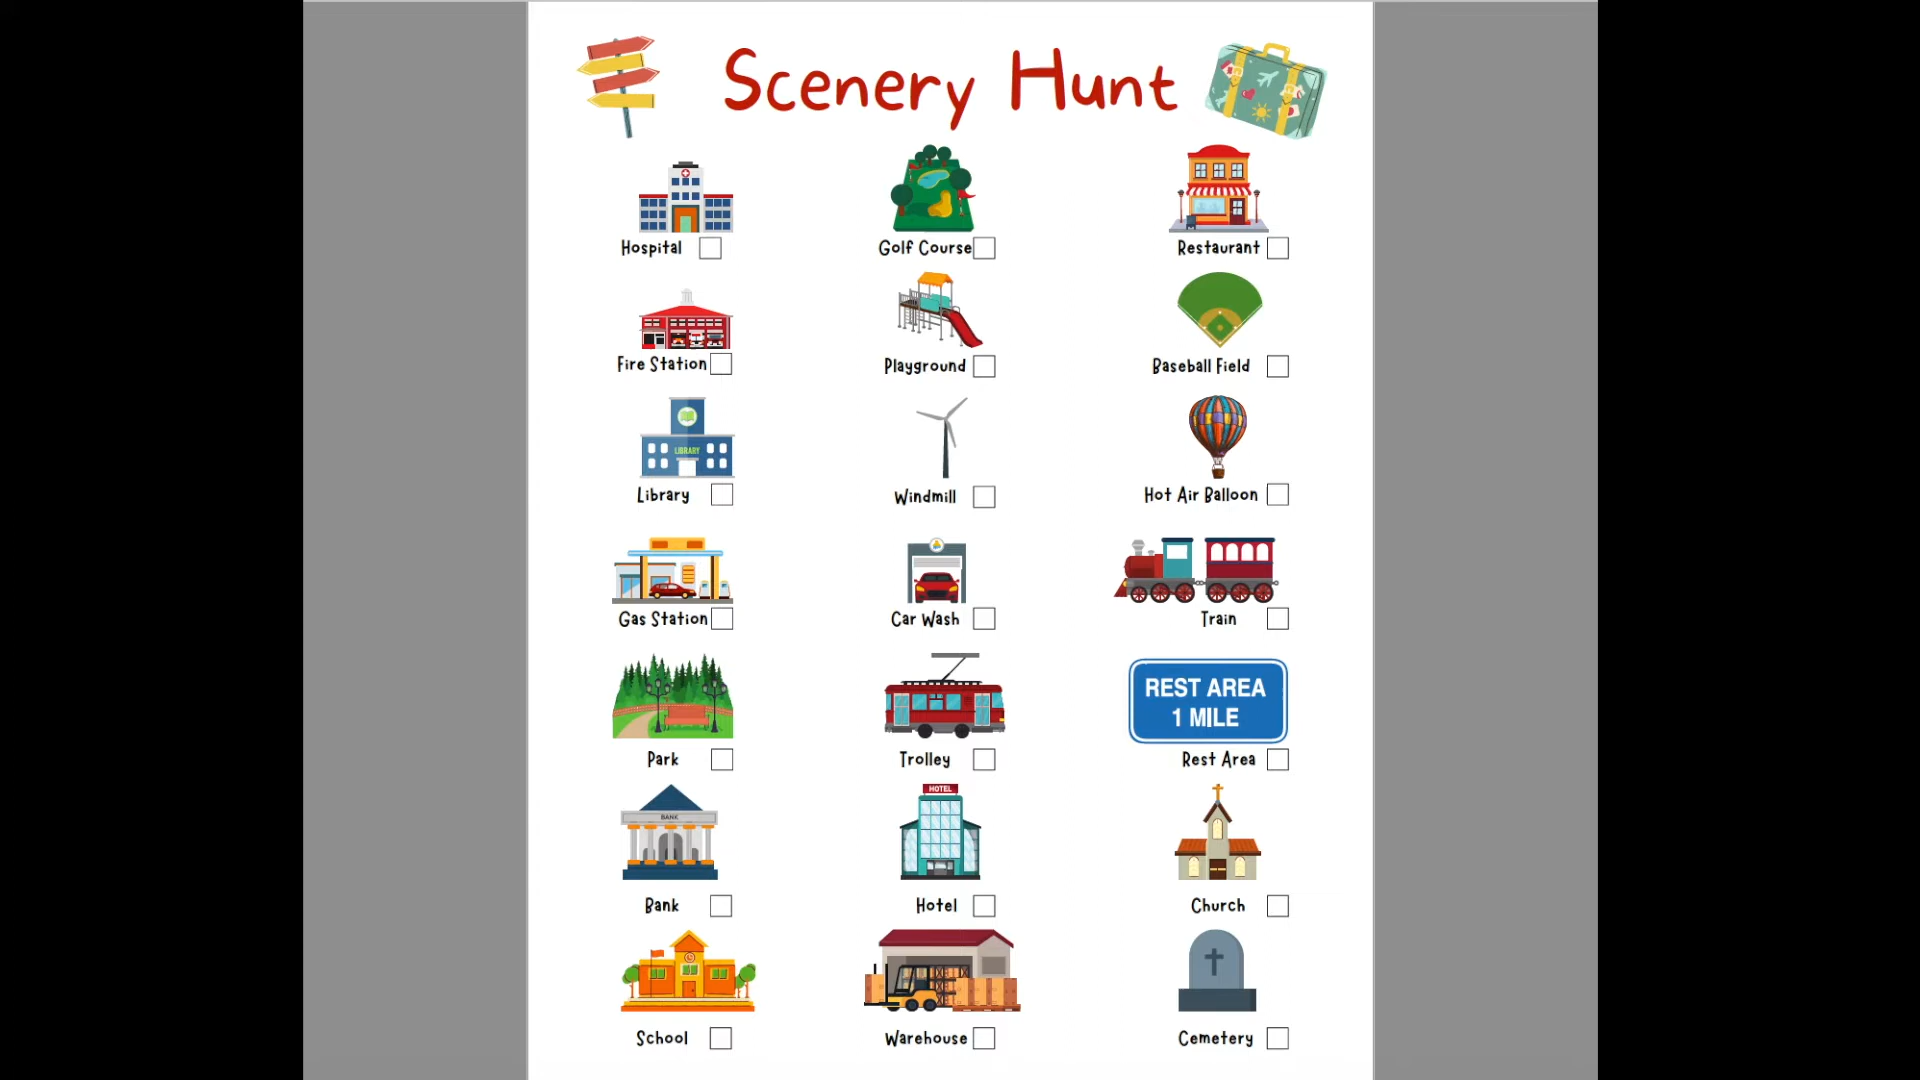 Scenery Hunt
Hospital
Golf Course
Restaurant
Fire Station
Playground
Baseball Field
LIBRARY
Library
Windmill
Hot Air Balloon
Gas Station
Car Wash
Train
REST AREA
1 MILE
Park
Trolley
Rest Area
BANK
HOTEL
Bank
Hotel
Church
School
Warehouse
Cemetery